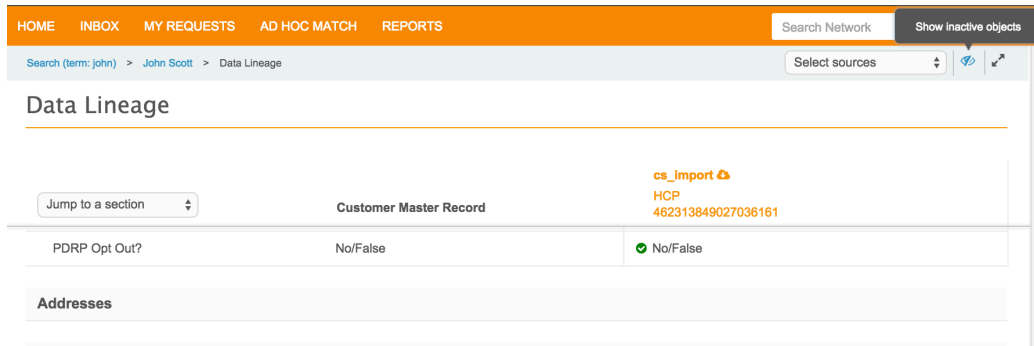 HOME INBOX MY REQUESTS AD HOC MATCH REPORTS Search Network Show inactive objects
Search (term: john) > John Scott > Data Lineage Select sources
Data Lineage
cs_import
HCP
Jump to a section Customer Master Record 462313849027036161
PDRP Opt Out? No/False No/False
Addresses